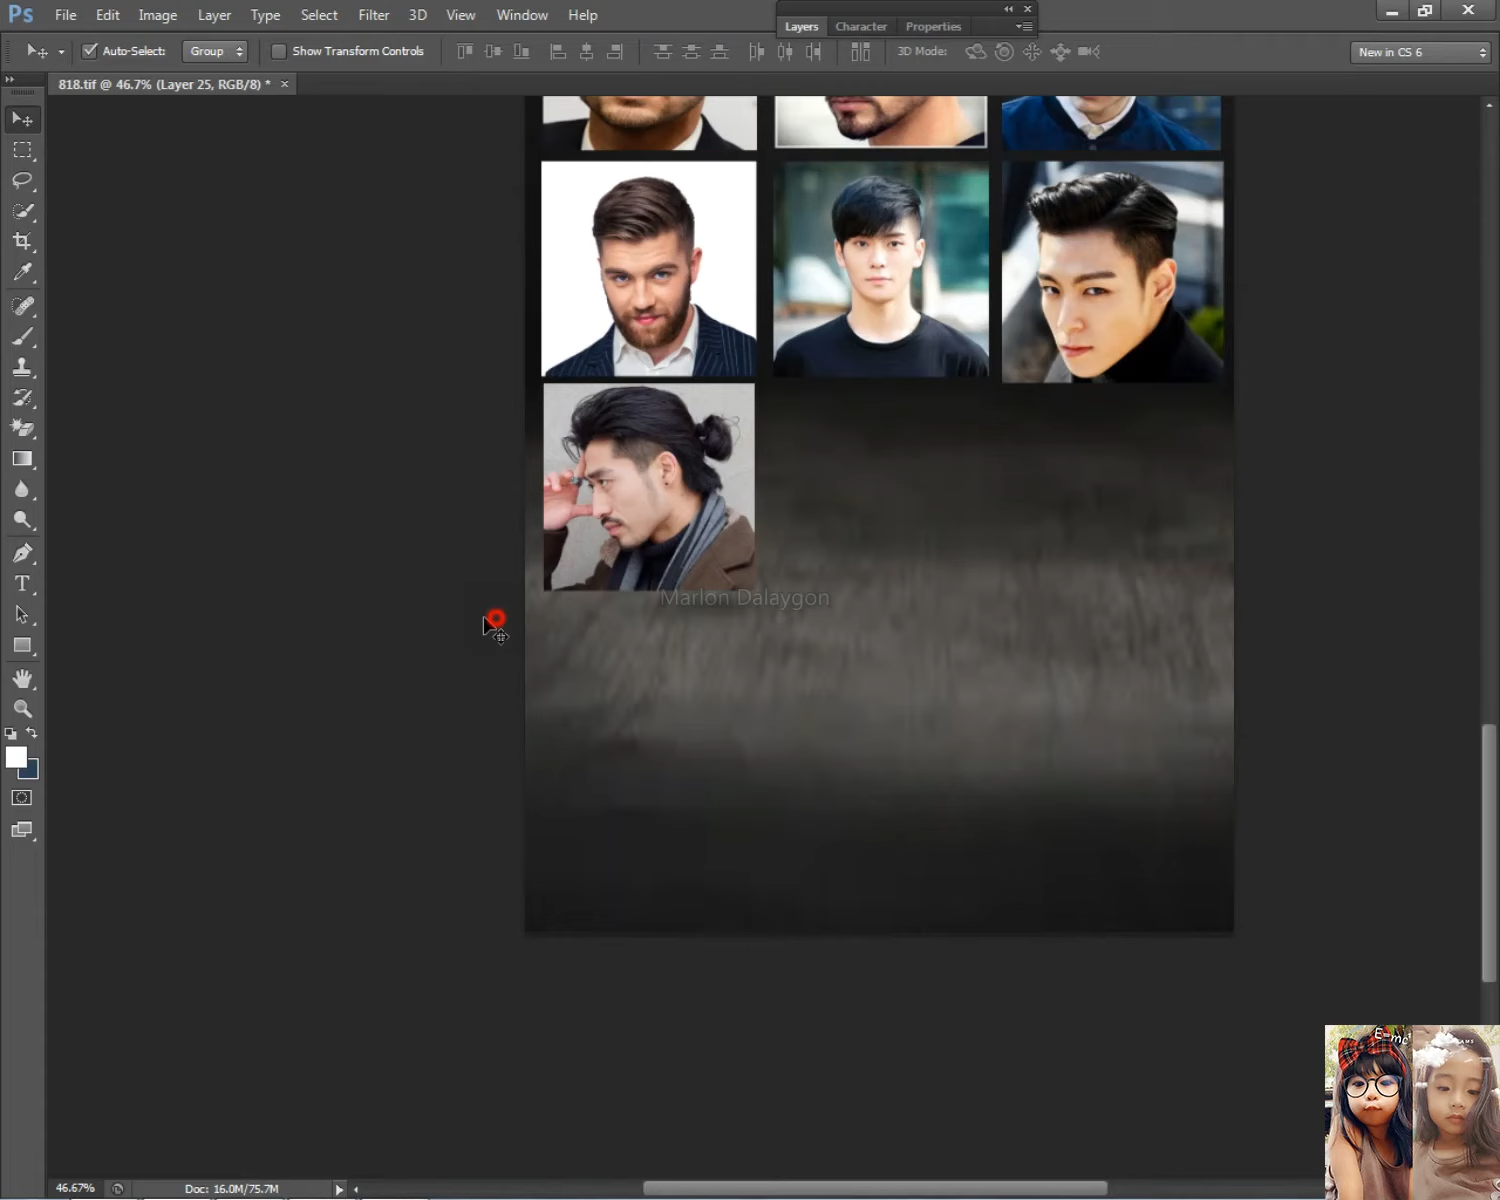 Ps File Edit Image Layer Type Select Filter 3D View Window Help
Layers Character Properties
Auto-Select: Group Show Transform Controls 3D Mode: New in CS 6
818.tif @ 46.7% (Layer 25, RGB/8) * ×
T
Marlon Dalaygon
46.67% Doc: 16.0M/75.7M